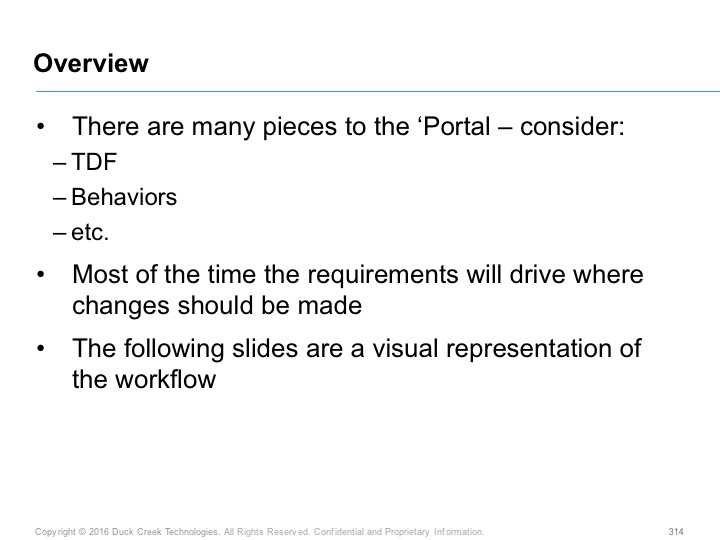 Overview
• There are many pieces to the ‘Portal – consider:
– TDF
– Behaviors
– etc.
• Most of the time the requirements will drive where
changes should be made
• The following slides are a visual representation of
the workflow
Copyright © 2016 Duck Creek Technologies. All Rights Reserved. Confidential and Proprietary Information.
314